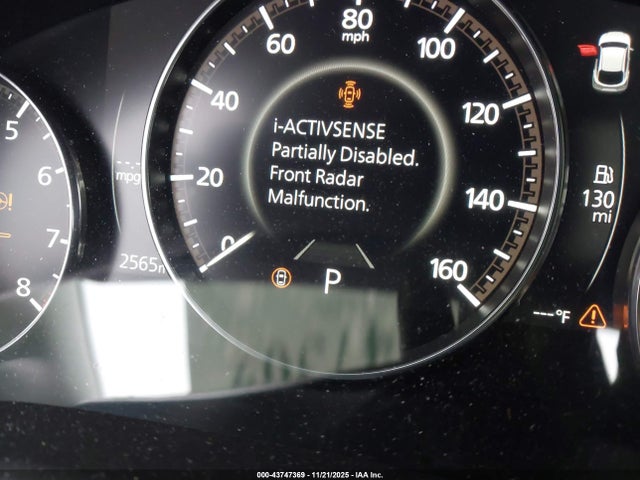 80
mph
60
100
40
120
20
140
0
160
i-ACTIVSENSE
Partially Disabled.
Front Radar
Malfunction.
P
5
6
7
8
mpg
2565
130
mi
---°F
000-43747369 - 11/21/2025 - IAA Inc.